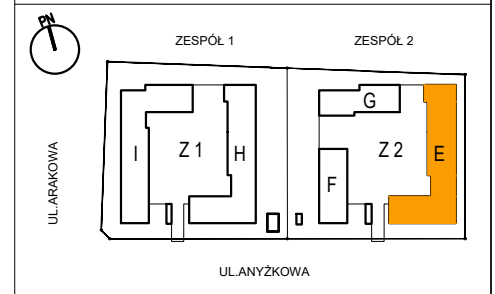 PN
ZESPÓŁ 1
ZESPÓŁ 2
G
I
Z 1
H
Z 2
E
F
UL.ARAKOWA
UL.ANYŻKOWA